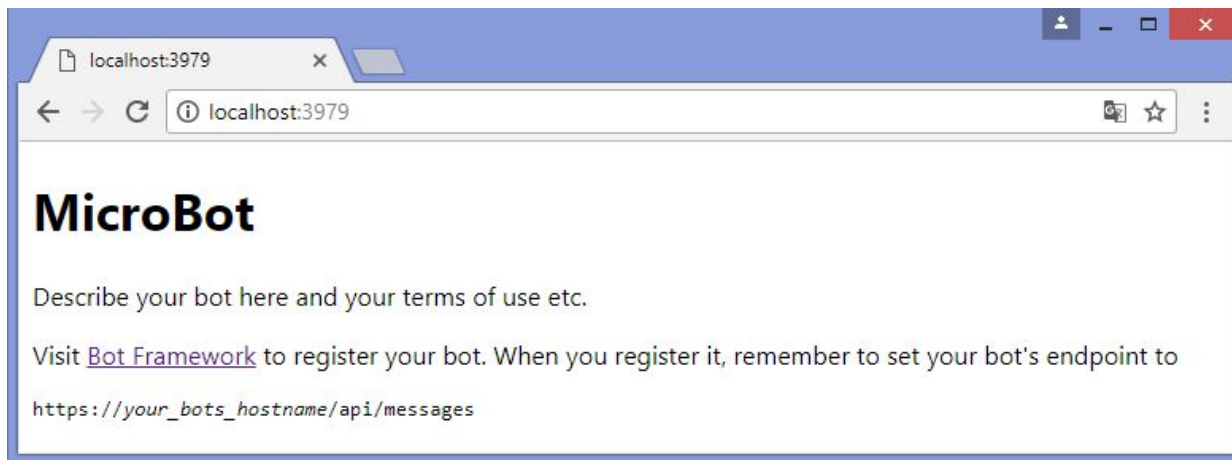 localhost:3979
localhost:3979
MicroBot
Describe your bot here and your terms of use etc.
Visit Bot Framework to register your bot. When you register it, remember to set your bot's endpoint to
https://your_bots_hostname/api/messages